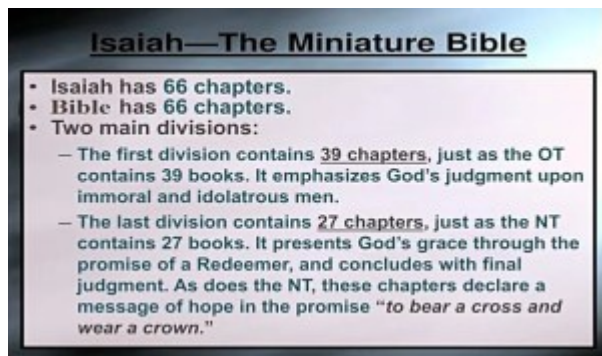 Isaiah—The Miniature Bible
• Isaiah has 66 chapters.
• Bible has 66 chapters.
• Two main divisions:
– The first division contains 39 chapters, just as the OT
contains 39 books. It emphasizes God's judgment upon
immoral and idolatrous men.
– The last division contains 27 chapters, just as the NT
contains 27 books. It presents God's grace through the
promise of a Redeemer, and concludes with final
judgment. As does the NT, these chapters declare a
message of hope in the promise "to bear a cross and
wear a crown."